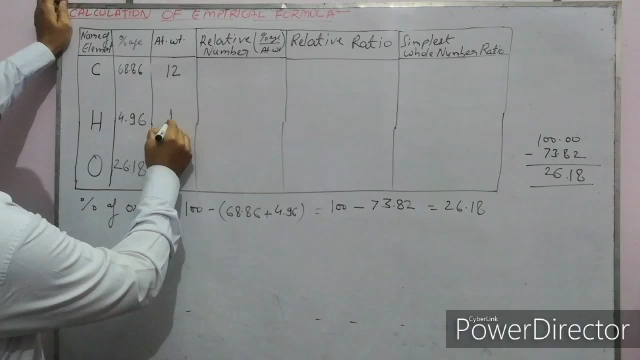 CALCULATION OF EMPIRICAL FORMULA
Name of Element %age At. wt. Relative Number (%age/At. wt) Relative Ratio Simplest Whole Number Ratio
C 68.86 12
H 4.96 1
O 26.18
100.00
- 73.82
26.18
% of 100 - (68.86 + 4.96) = 100 - 73.82 = 26.18
CyberLink
PowerDirector